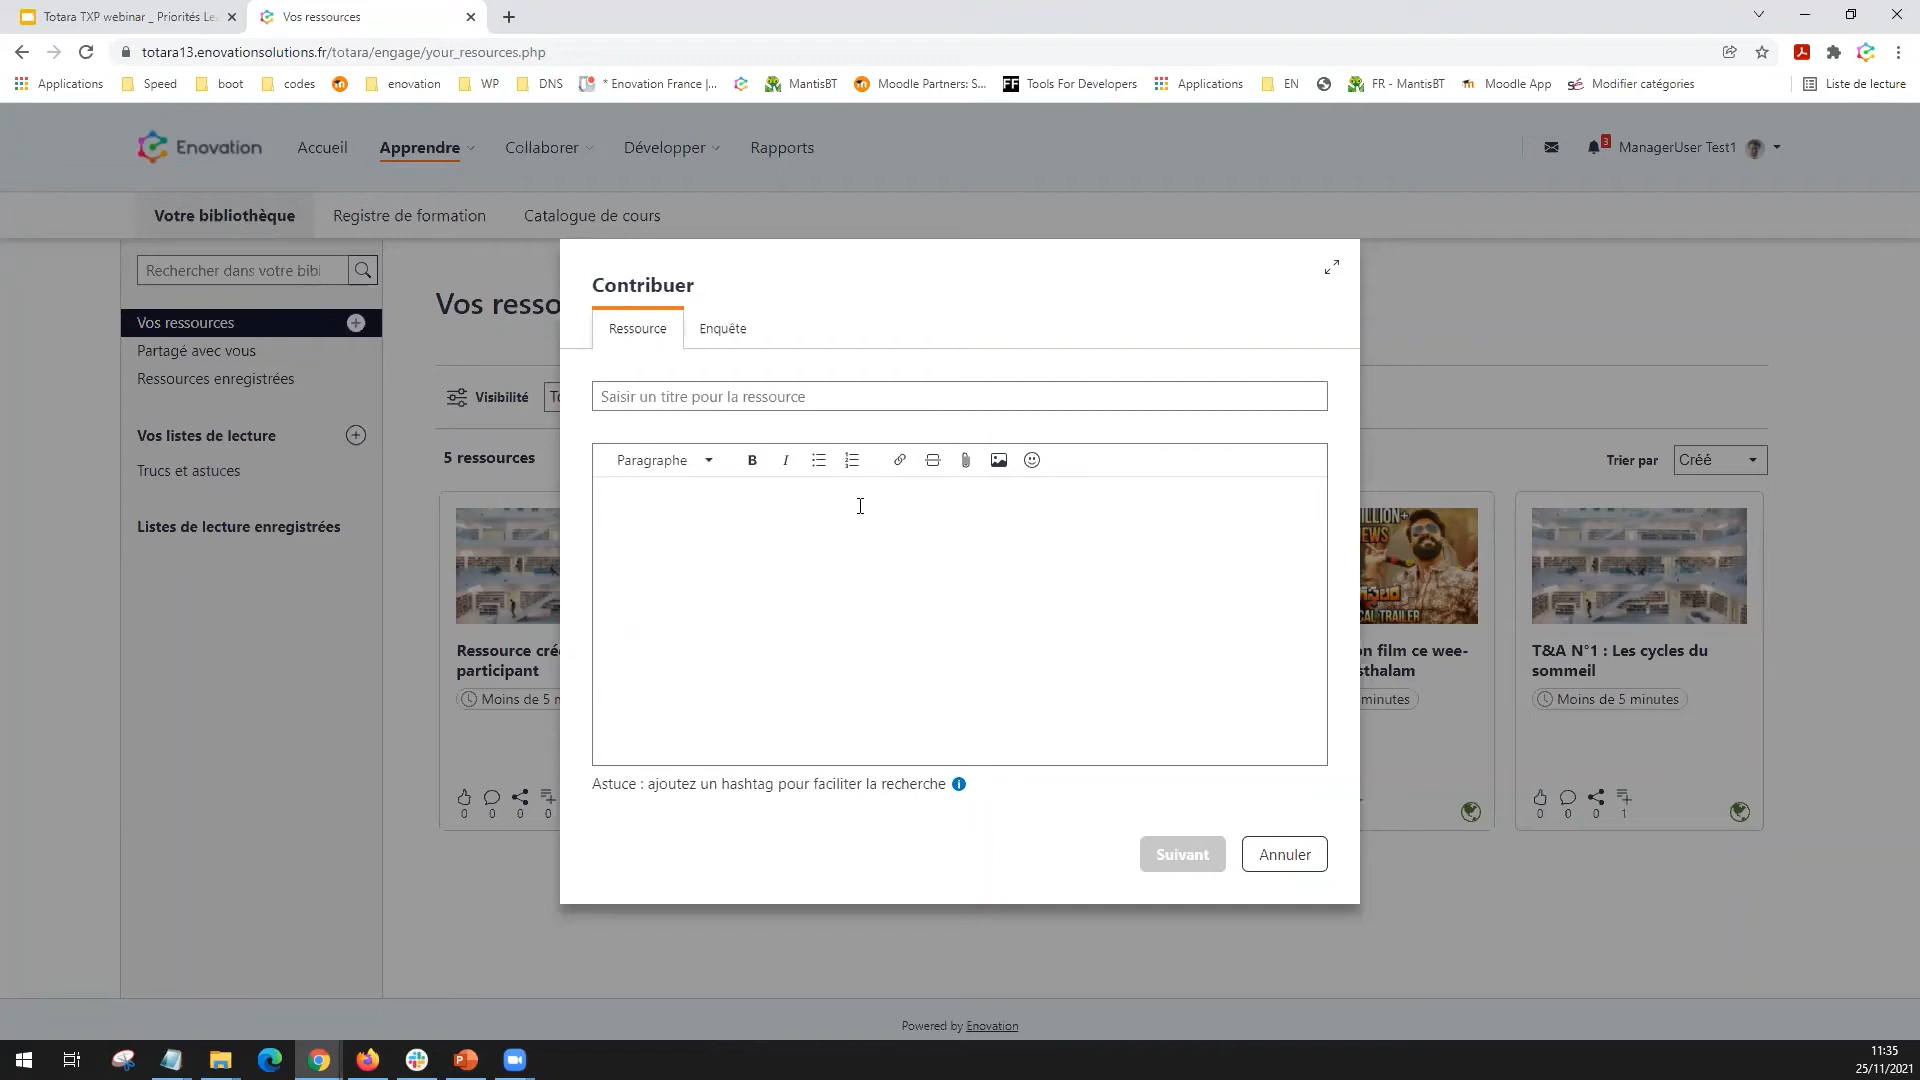 Totara TXP webinar _ Priorités Le
Vos ressources
totara13.enovationsolutions.fr/totara/engage/your_resources.php
Applications
Speed
boot
codes
enovation
WP
DNS
* Enovation France |...
MantisBT
Moodle Partners: S...
FF Tools For Developers
Applications
EN
FR - MantisBT
Moodle App
Modifier catégories
Liste de lecture
Enovation
Accueil
Apprendre
Collaborer
Développer
Rapports
3
ManagerUser Test1
Votre bibliothèque
Registre de formation
Catalogue de cours
Rechercher dans votre bibl
Vos ressources
Partagé avec vous
Ressources enregistrées
Vos listes de lecture
Trucs et astuces
Listes de lecture enregistrées
Vos resso
Visibilité
To
5 ressources
Trier par
Créé
Contribuer
Ressource
Enquête
Saisir un titre pour la ressource
Paragraphe
B
I
Astuce : ajoutez un hashtag pour faciliter la recherche
Suivant
Annuler
Ressource cré
participant
Moins de 5 n
0 0 0 0
MILLION+
EWS
CAL TRAILER
n film ce wee-
sthalam
minutes
T&A N°1 : Les cycles du
sommeil
Moins de 5 minutes
0 0 0 1
Powered by Enovation
11:35
25/11/2021